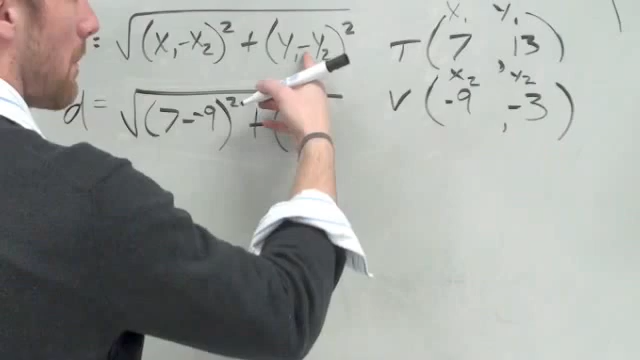 = √(x₁-x₂)² + (y₁-y₂)²
d = √(7--9)² + (
x₁ y₁
T(7, 13)
x₂ y₂
V(-9, -3)